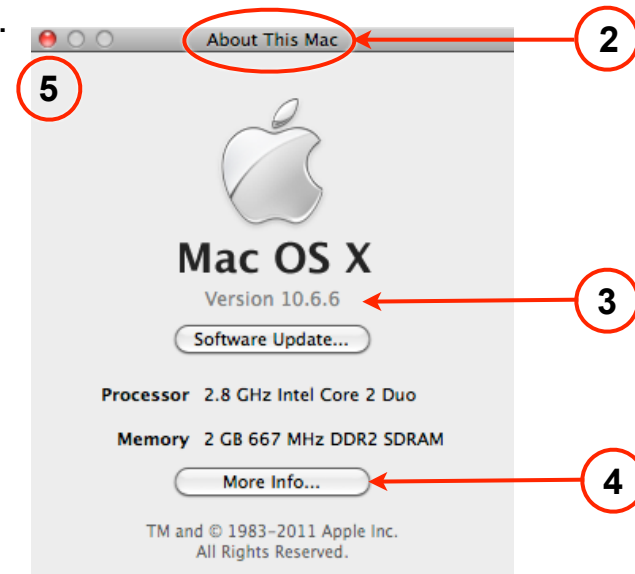 .
About This Mac 2
5
Mac OS X
Version 10.6.6 3
Software Update...
Processor 2.8 GHz Intel Core 2 Duo
Memory 2 GB 667 MHz DDR2 SDRAM
More Info... 4
TM and © 1983–2011 Apple Inc.
All Rights Reserved.